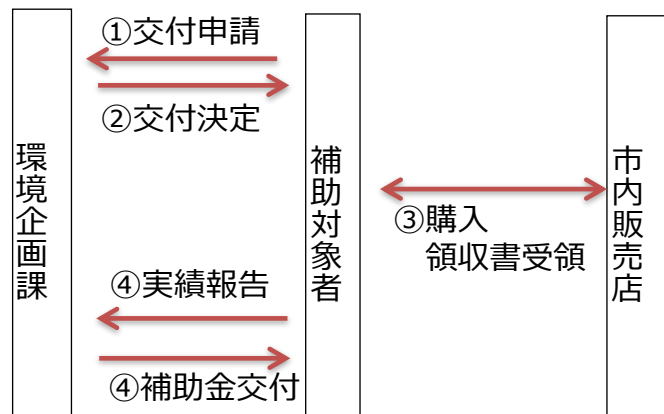 ①交付申請
②交付決定
環境企画課
補助対象者
市内販売店
③購入
領収書受領
④実績報告
④補助金交付